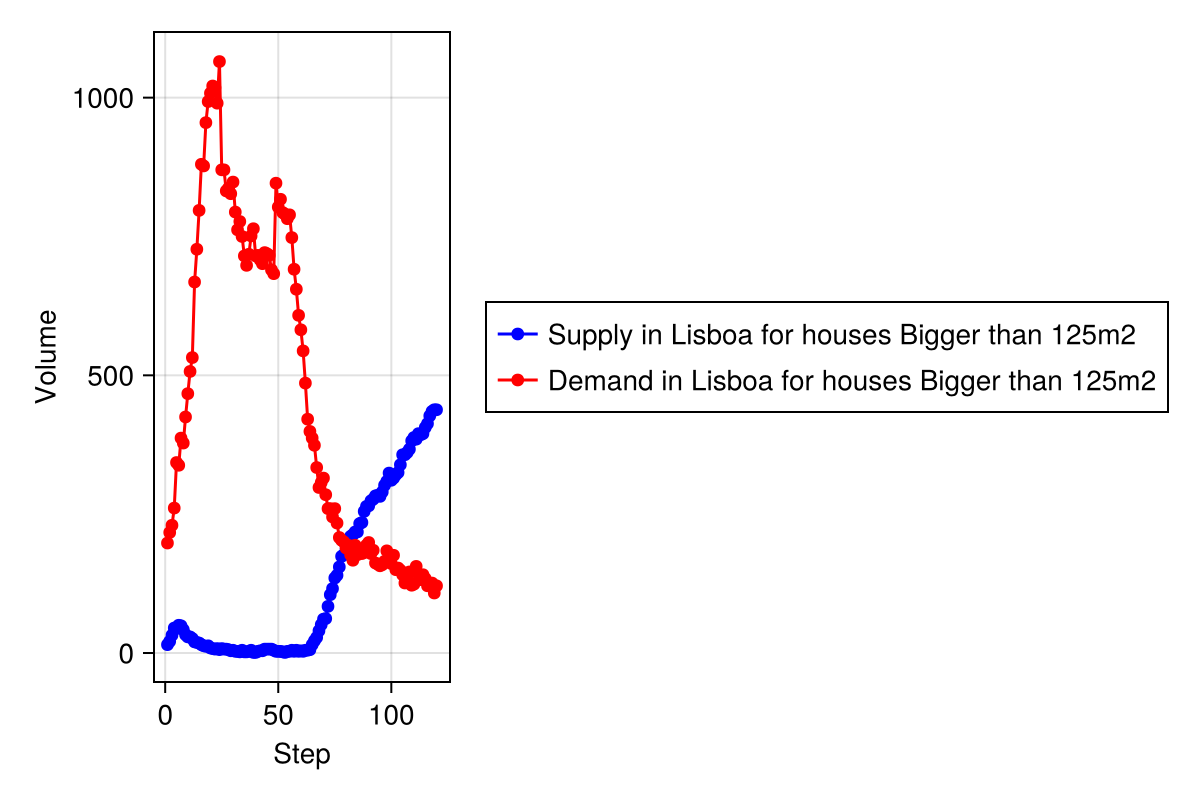 Volume
1000
500
0
0 50 100
Step
Supply in Lisboa for houses Bigger than 125m2
Demand in Lisboa for houses Bigger than 125m2